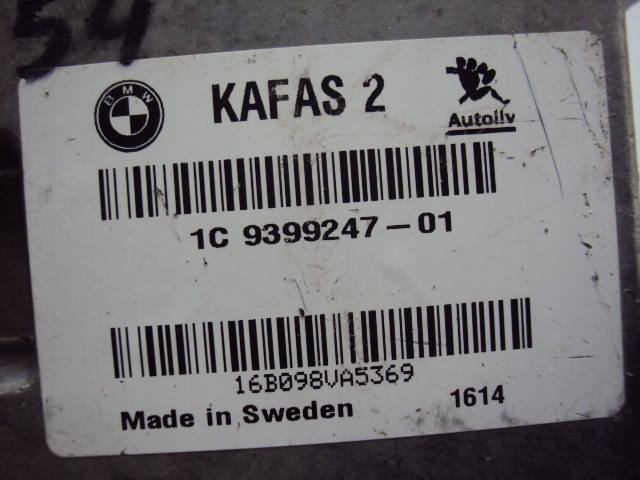 54
BMW
KAFAS 2
Autoliv
1C 9399247-01
16B098VA5369
Made in Sweden
1614